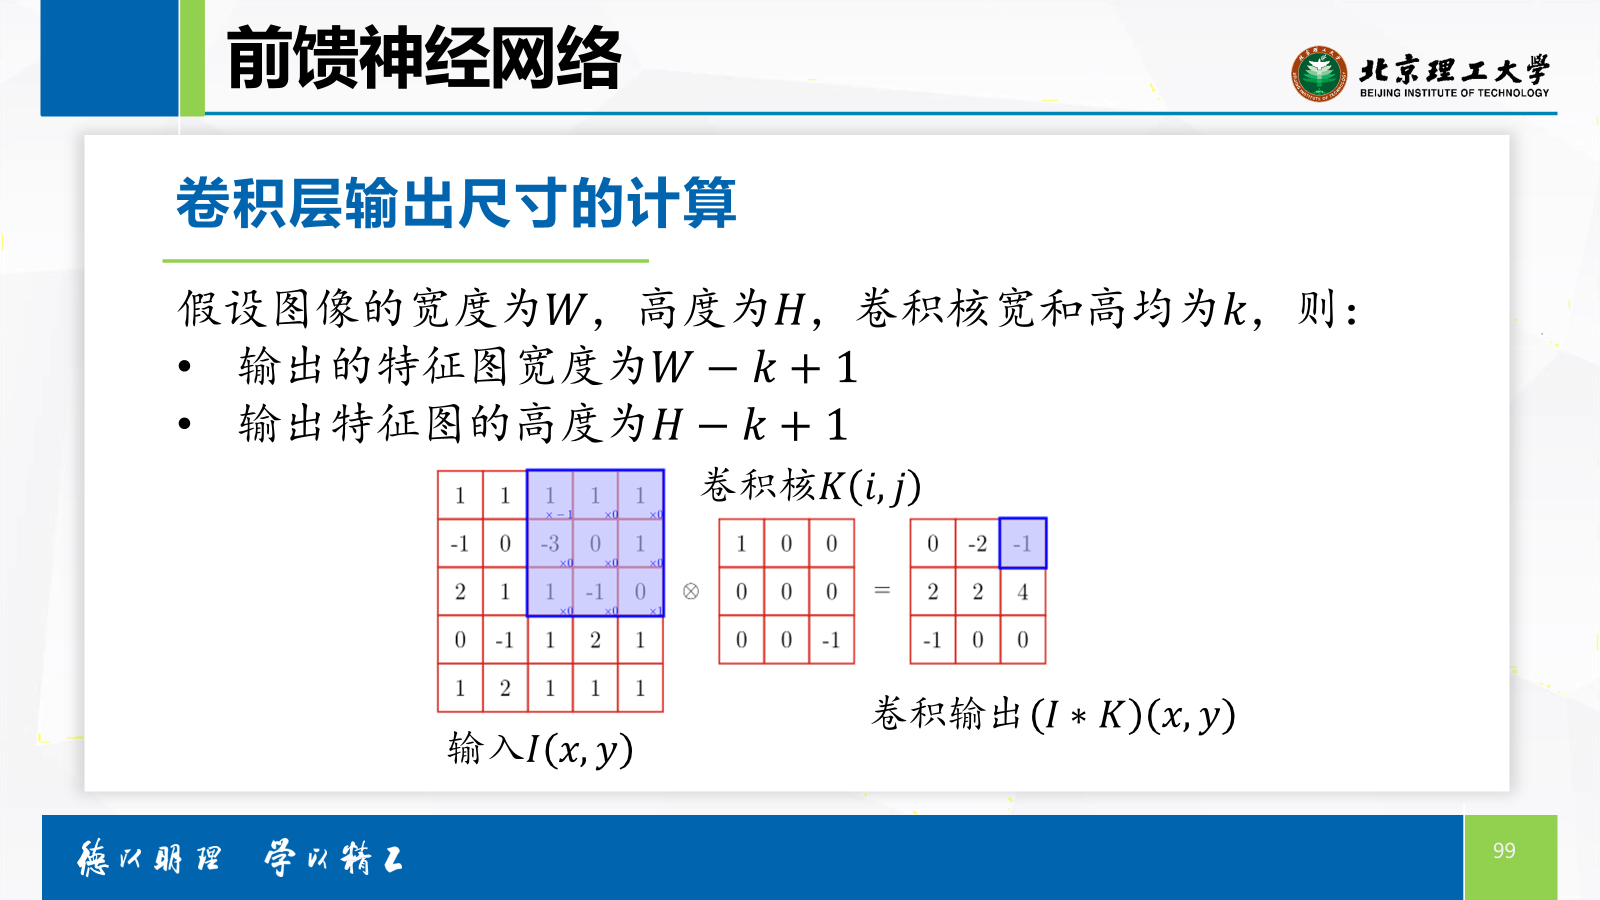 前馈神经网络
北京理工大学
BEIJING INSTITUTE OF TECHNOLOGY
卷积层输出尺寸的计算
假设图像的宽度为W，高度为H，卷积核宽和高均为k，则：
• 输出的特征图宽度为W − k + 1
• 输出特征图的高度为H − k + 1
1 1 1 1 1
×−1 ×0 ×0
-1 0 -3 0 1
×0 ×0 ×0
2 1 1 -1 0
×0 ×0 ×1
0 -1 1 2 1
1 2 1 1 1
输入I(x, y)
⊗
卷积核K(i, j)
1 0 0
0 0 0
0 0 -1
=
0 -2 -1
2 2 4
-1 0 0
卷积输出(I ∗ K)(x, y)
德以明理 学以精工
99